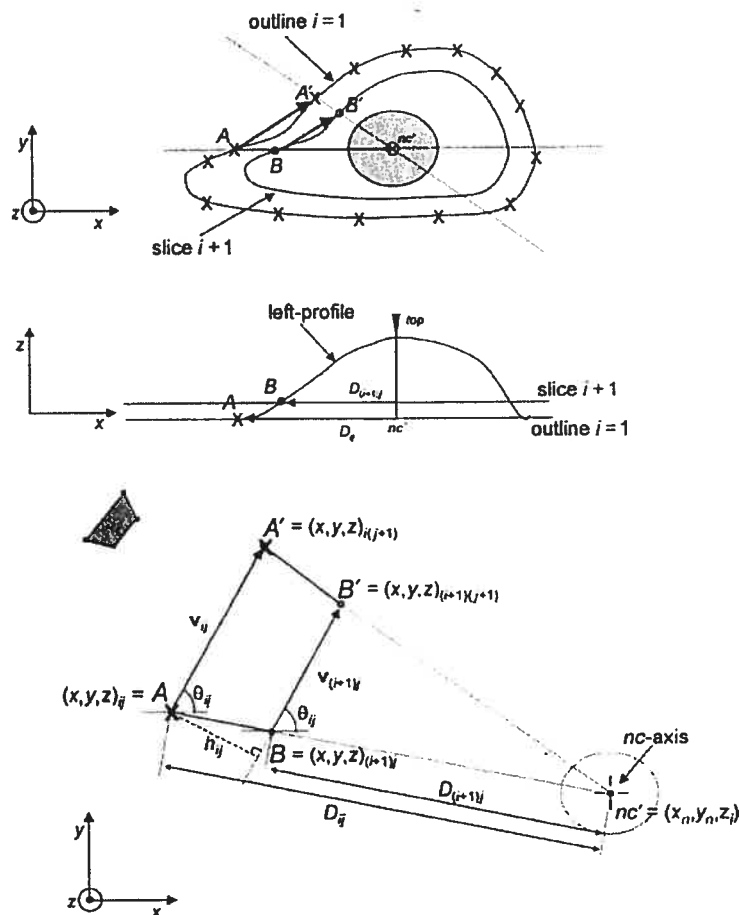 outline i = 1
A'
B'
A
nc'
B
y
z
x
slice i + 1
left-profile
top
z
B
D(i+1)j
slice i + 1
A
x
nc'
outline i = 1
A' = (x,y,z)i(j+1)
B' = (x,y,z)(i+1)(j+1)
vij
v(i+1)j
(x,y,z)ij = A
θij
θij
nc-axis
hij
B = (x,y,z)(i+1)j
D(i+1)j
nc' = (xn,yn,zi)
Dij
y
z
x